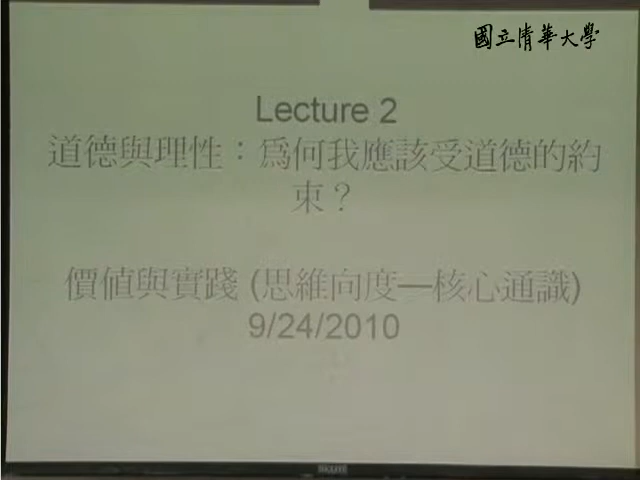 國立清華大學
Lecture 2
道德與理性：為何我應該受道德的約
束？
價值與實踐 (思維向度—核心通識)
9/24/2010